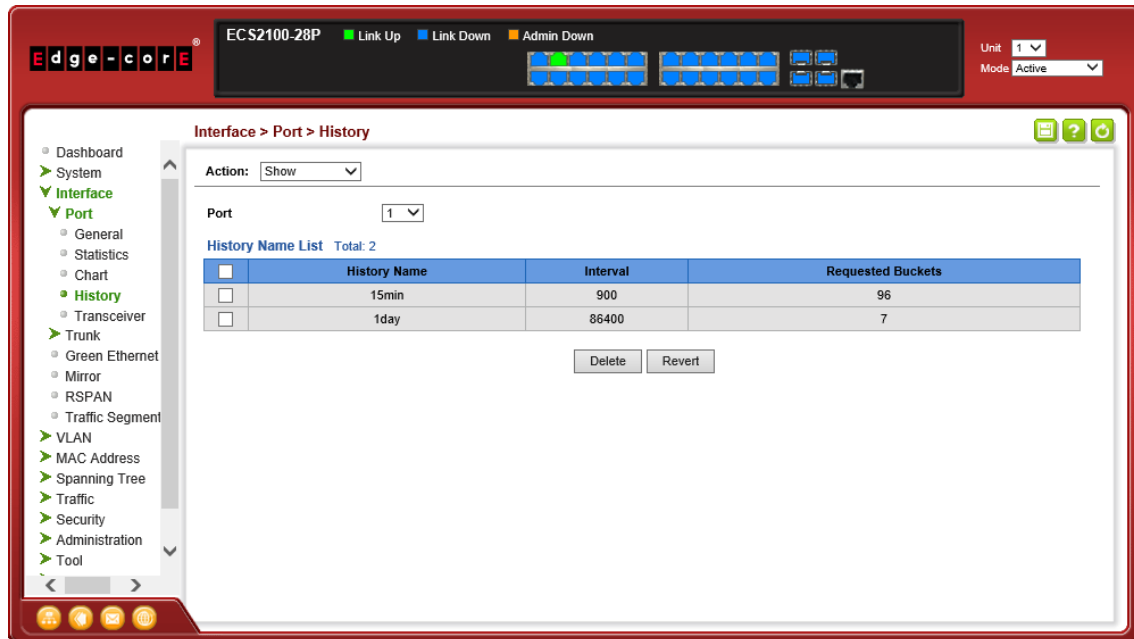 Edge-corE®
ECS2100-28P Link Up Link Down Admin Down
Unit 1
Mode Active
Interface > Port > History
Dashboard
System
Interface
Port
General
Statistics
Chart
History
Transceiver
Trunk
Green Ethernet
Mirror
RSPAN
Traffic Segment
VLAN
MAC Address
Spanning Tree
Traffic
Security
Administration
Tool
?
Action: Show
Port 1
History Name List Total: 2
History Name Interval Requested Buckets
15min 900 96
1day 86400 7
Delete Revert